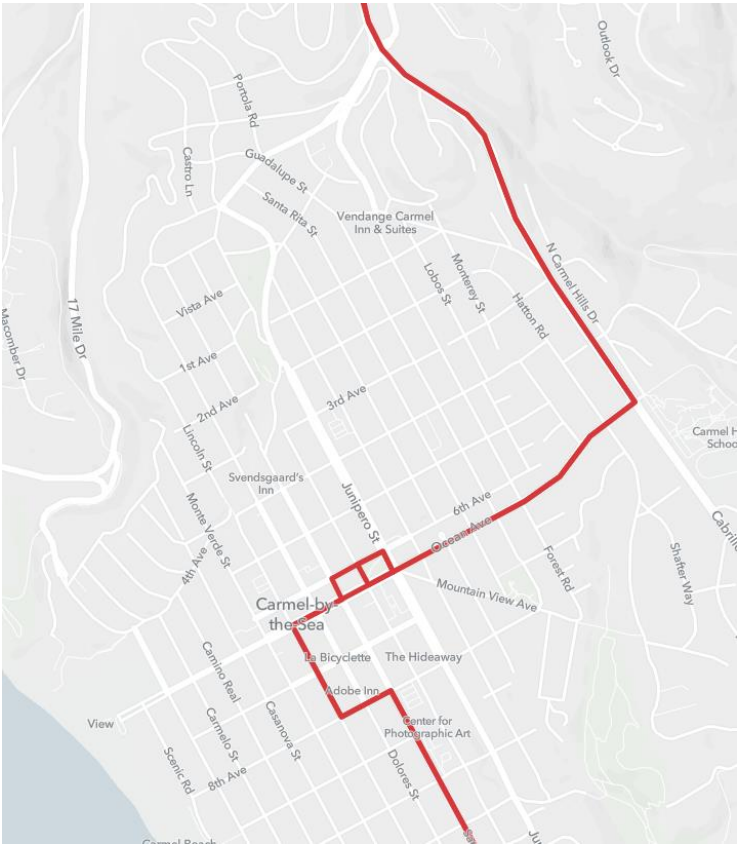 Outlook Dr
Portola Rd
Castro Ln
Guadalupe St
Santa Rita St
Vendange Carmel
Inn & Suites
Lobos St
Monterey St
Hatton Rd
N Carmel Hills Dr
17 Mile Dr
Macomber Dr
Vista Ave
1st Ave
2nd Ave
3rd Ave
Lincoln St
Carmel H
Schoo
Svendsgaard's
Inn
Junipero St
6th Ave
Ocean Ave
Monte Verde St
4th Ave
Cabrill
Shafter Way
Forest Rd
Mountain View Ave
Carmel-by-
the-Sea
La Bicyclette
The Hideaway
Adobe Inn
Camino Real
Casanova St
Carmelo St
View
Scenic Rd
8th Ave
Center for
Photographic Art
Dolores St
Carmel Beach
Sa
Ju